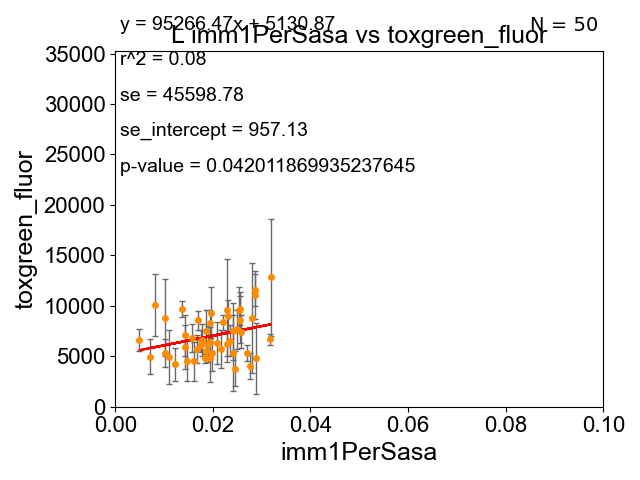 y = 95266.47x + 5130.87
N = 50
L imm1PerSasa vs toxgreen_fluor
r^2 = 0.08
se = 45598.78
se_intercept = 957.13
p-value = 0.042011869935237645
35000
30000
25000
20000
15000
10000
5000
0
toxgreen_fluor
0.00
0.02
0.04
0.06
0.08
0.10
imm1PerSasa